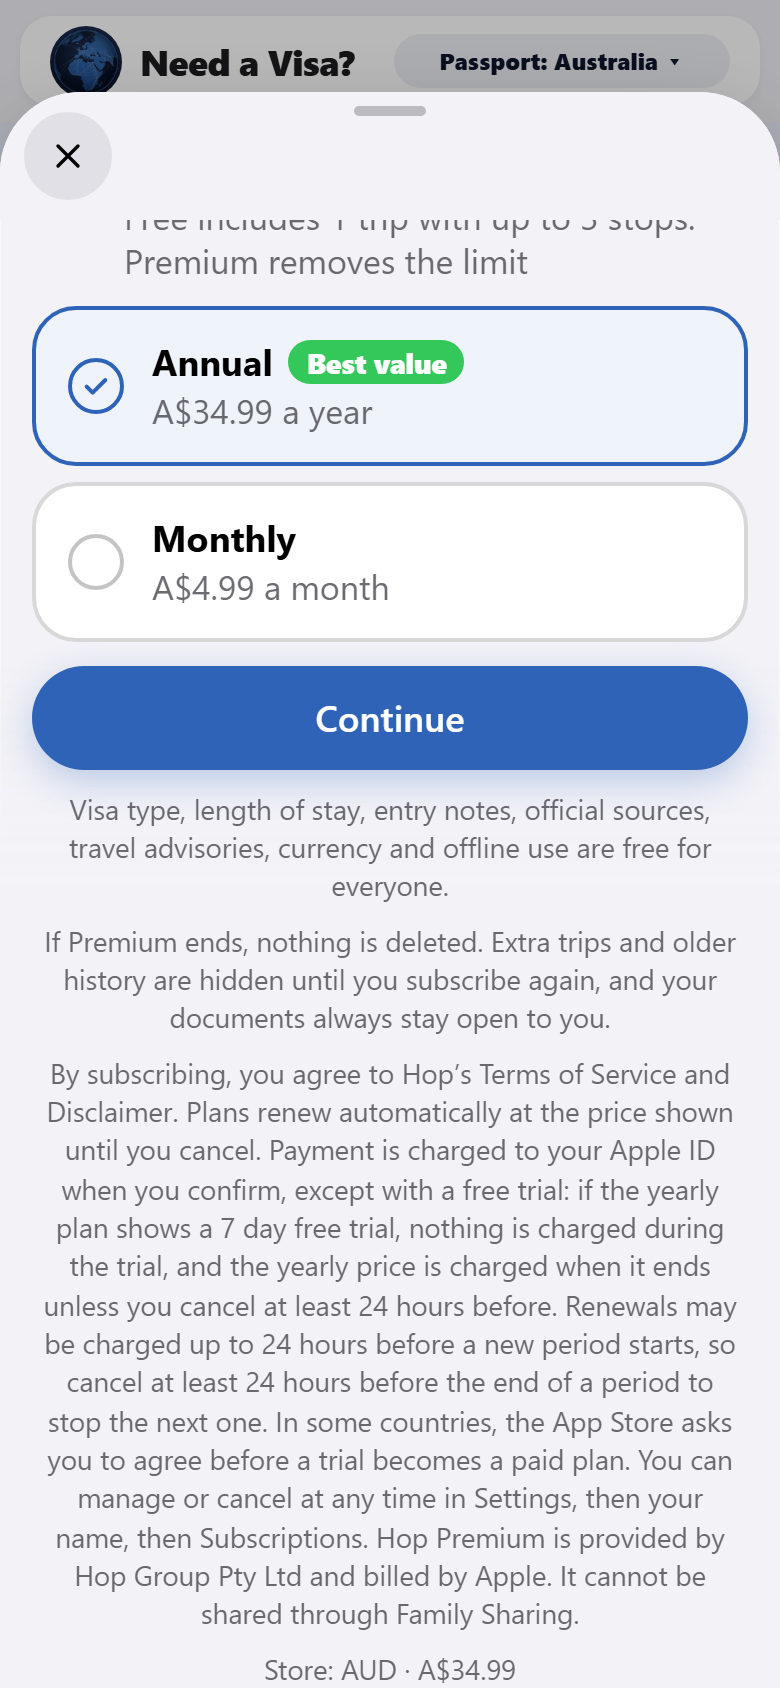 Need a Visa?
Passport: Australia
Free includes 1 trip with up to 5 stops.
Premium removes the limit
Annual
Best value
A$34.99 a year
Monthly
A$4.99 a month
Continue
Visa type, length of stay, entry notes, official sources,
travel advisories, currency and offline use are free for
everyone.
If Premium ends, nothing is deleted. Extra trips and older
history are hidden until you subscribe again, and your
documents always stay open to you.
By subscribing, you agree to Hop’s Terms of Service and
Disclaimer. Plans renew automatically at the price shown
until you cancel. Payment is charged to your Apple ID
when you confirm, except with a free trial: if the yearly
plan shows a 7 day free trial, nothing is charged during
the trial, and the yearly price is charged when it ends
unless you cancel at least 24 hours before. Renewals may
be charged up to 24 hours before a new period starts, so
cancel at least 24 hours before the end of a period to
stop the next one. In some countries, the App Store asks
you to agree before a trial becomes a paid plan. You can
manage or cancel at any time in Settings, then your
name, then Subscriptions. Hop Premium is provided by
Hop Group Pty Ltd and billed by Apple. It cannot be
shared through Family Sharing.
Store: AUD · A$34.99